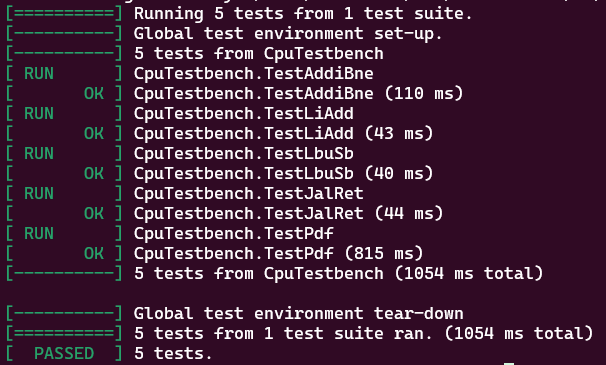 [==========] Running 5 tests from 1 test suite.
[----------] Global test environment set-up.
[----------] 5 tests from CpuTestbench
[ RUN      ] CpuTestbench.TestAddiBne
[       OK ] CpuTestbench.TestAddiBne (110 ms)
[ RUN      ] CpuTestbench.TestLiAdd
[       OK ] CpuTestbench.TestLiAdd (43 ms)
[ RUN      ] CpuTestbench.TestLbuSb
[       OK ] CpuTestbench.TestLbuSb (40 ms)
[ RUN      ] CpuTestbench.TestJalRet
[       OK ] CpuTestbench.TestJalRet (44 ms)
[ RUN      ] CpuTestbench.TestPdf
[       OK ] CpuTestbench.TestPdf (815 ms)
[----------] 5 tests from CpuTestbench (1054 ms total)

[----------] Global test environment tear-down
[==========] 5 tests from 1 test suite ran. (1054 ms total)
[  PASSED  ] 5 tests.